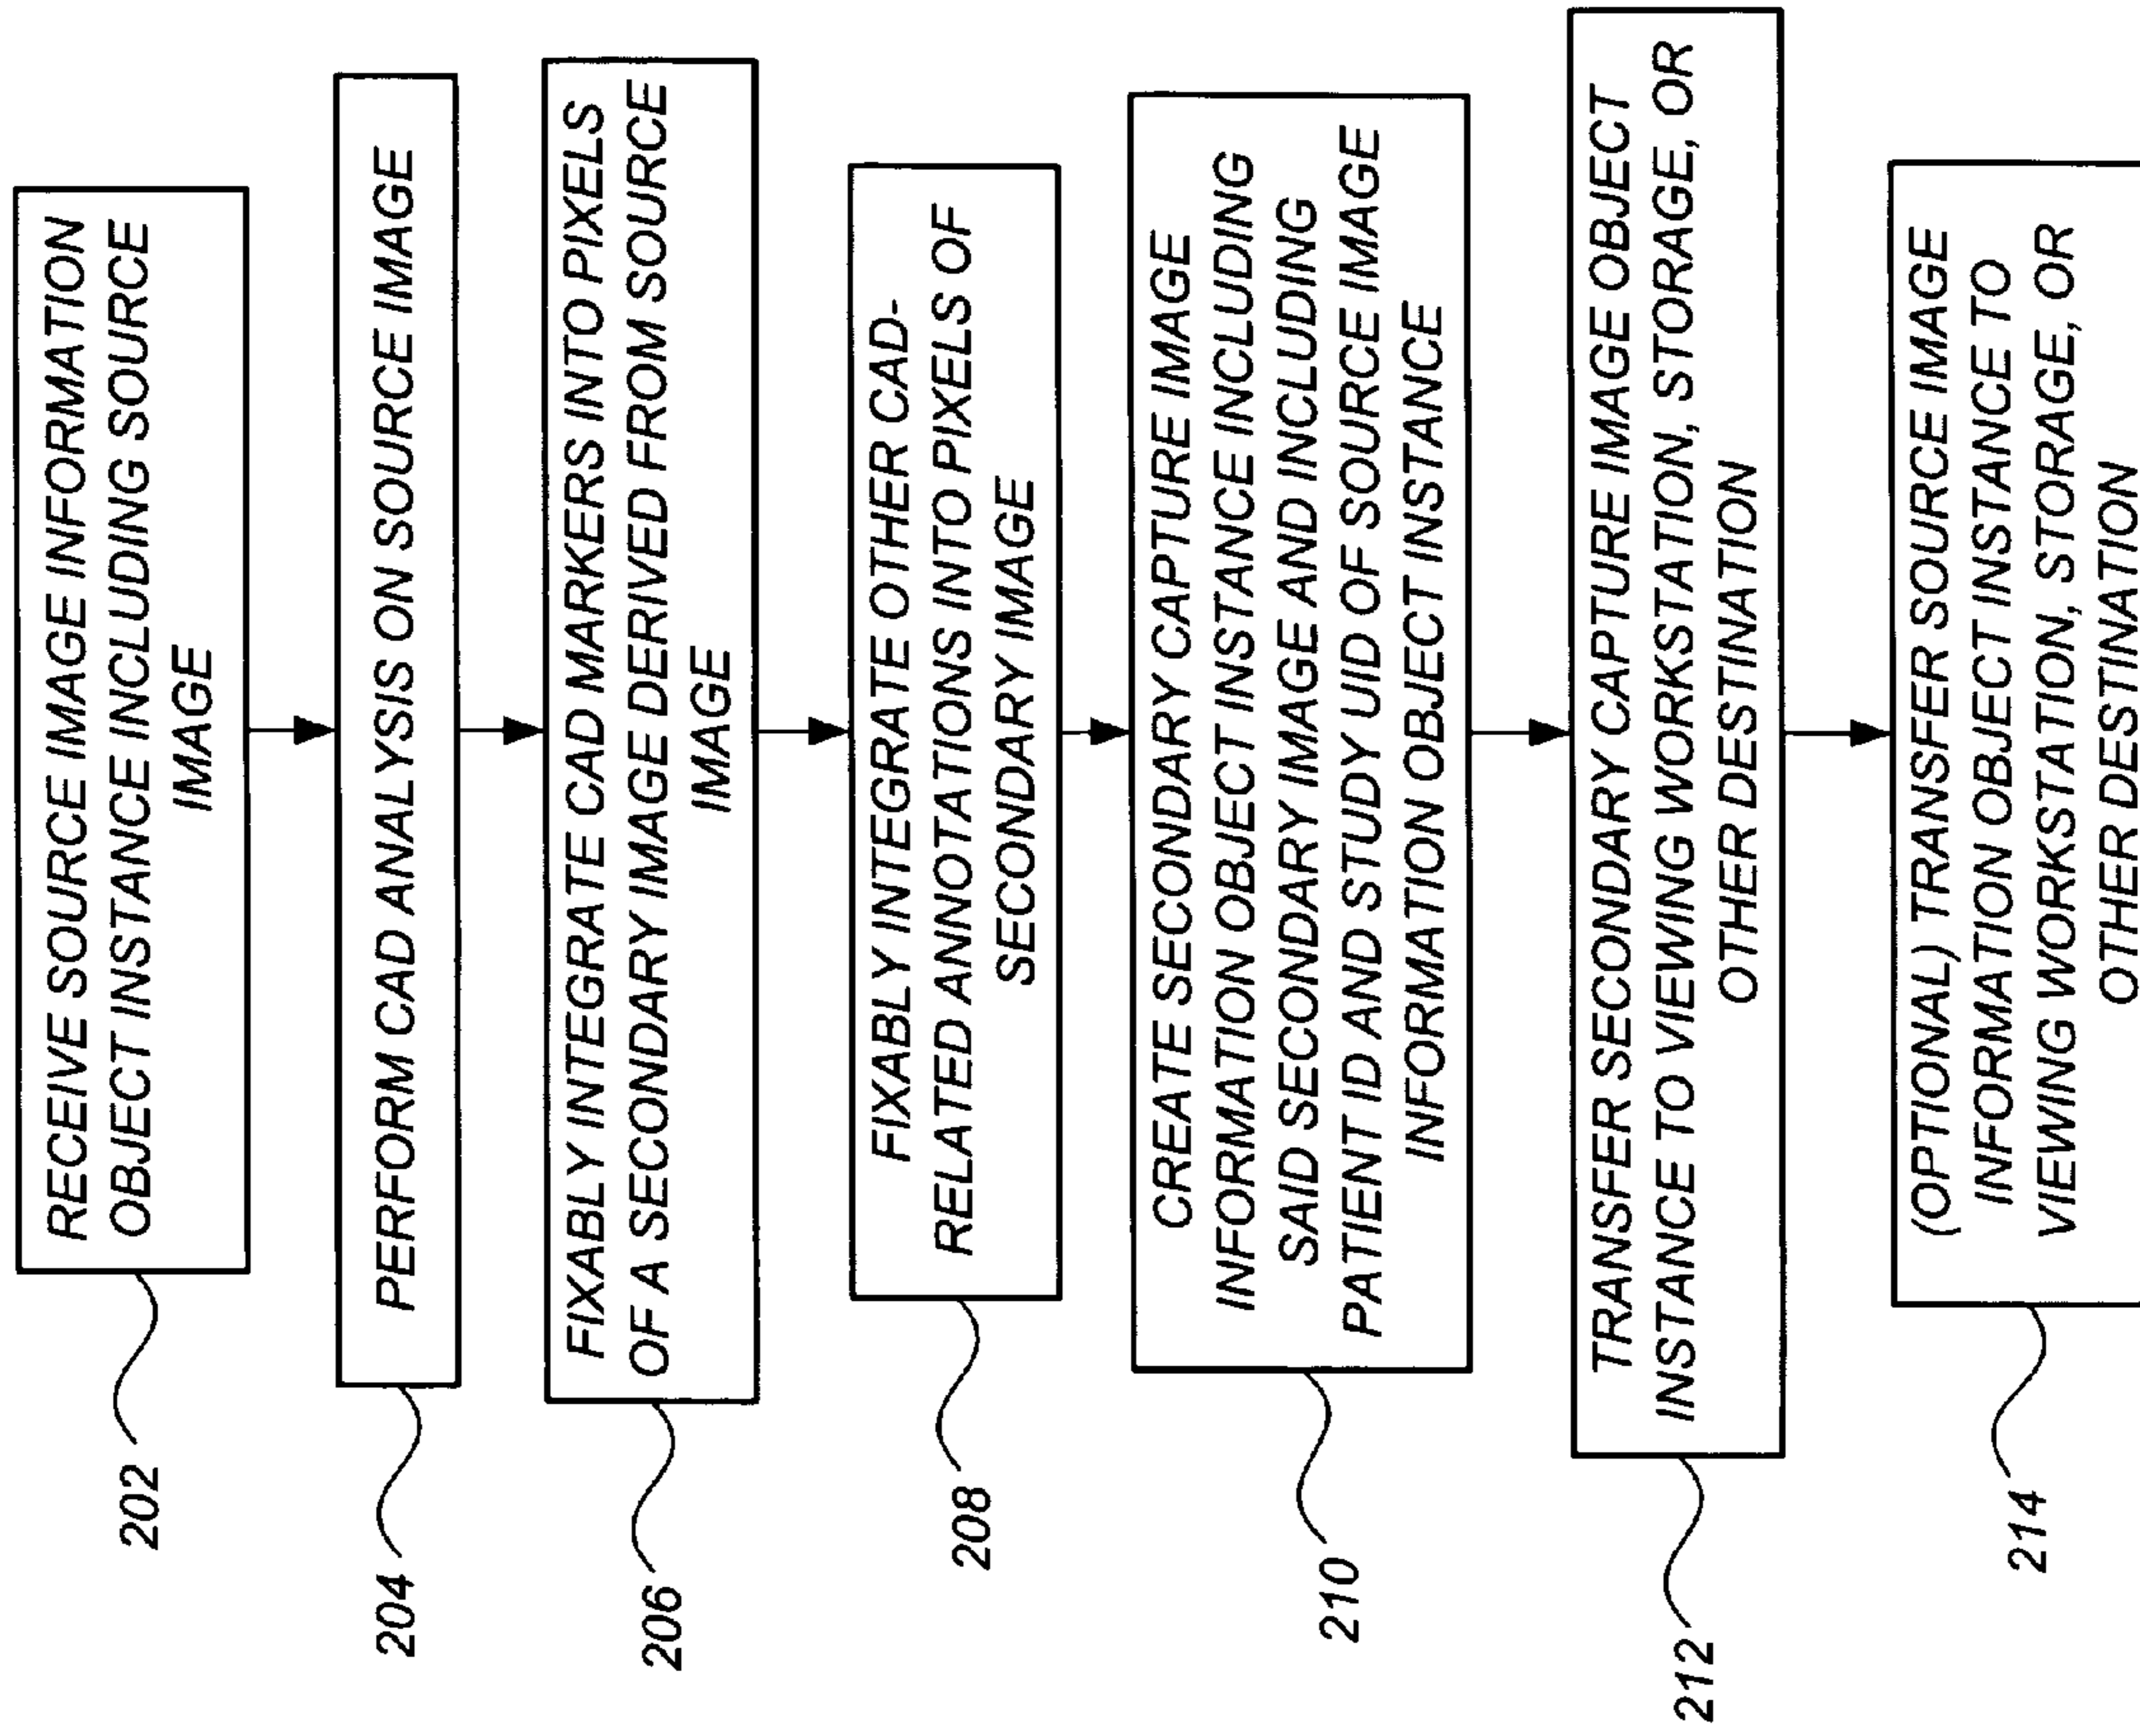 202
RECEIVE SOURCE IMAGE INFORMATION
OBJECT INSTANCE INCLUDING SOURCE
IMAGE
204
PERFORM CAD ANALYSIS ON SOURCE IMAGE
206
FIXABLY INTEGRATE CAD MARKERS INTO PIXELS
OF A SECONDARY IMAGE DERIVED FROM SOURCE
IMAGE
208
FIXABLY INTEGRATE OTHER CAD-
RELATED ANNOTATIONS INTO PIXELS OF
SECONDARY IMAGE
210
CREATE SECONDARY CAPTURE IMAGE
INFORMATION OBJECT INSTANCE INCLUDING
SAID SECONDARY IMAGE AND INCLUDING
PATIENT ID AND STUDY UID OF SOURCE IMAGE
INFORMATION OBJECT INSTANCE
212
TRANSFER SECONDARY CAPTURE IMAGE OBJECT
INSTANCE TO VIEWING WORKSTATION, STORAGE, OR
OTHER DESTINATION
214
(OPTIONAL) TRANSFER SOURCE IMAGE
INFORMATION OBJECT INSTANCE TO
VIEWING WORKSTATION, STORAGE, OR
OTHER DESTINATION